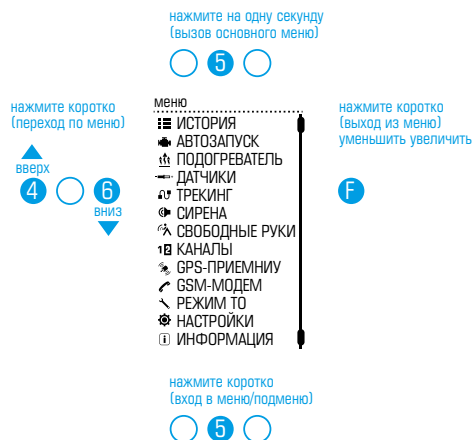 нажмите на одну секунду
(вызов основного меню)
5
нажмите коротко
(переход по меню)
вверх
4 6
вниз
меню
ИСТОРИЯ
АВТОЗАПУСК
ПОДОГРЕВАТЕЛЬ
ДАТЧИКИ
ТРЕКИНГ
СИРЕНА
СВОБОДНЫЕ РУКИ
12 КАНАЛЫ
GPS-ПРИЕМНИУ
GSM-МОДЕМ
РЕЖИМ ТО
НАСТРОЙКИ
i ИНФОРМАЦИЯ
нажмите коротко
(выход из меню)
уменьшить увеличить
F
нажмите коротко
(вход в меню/подменю)
5